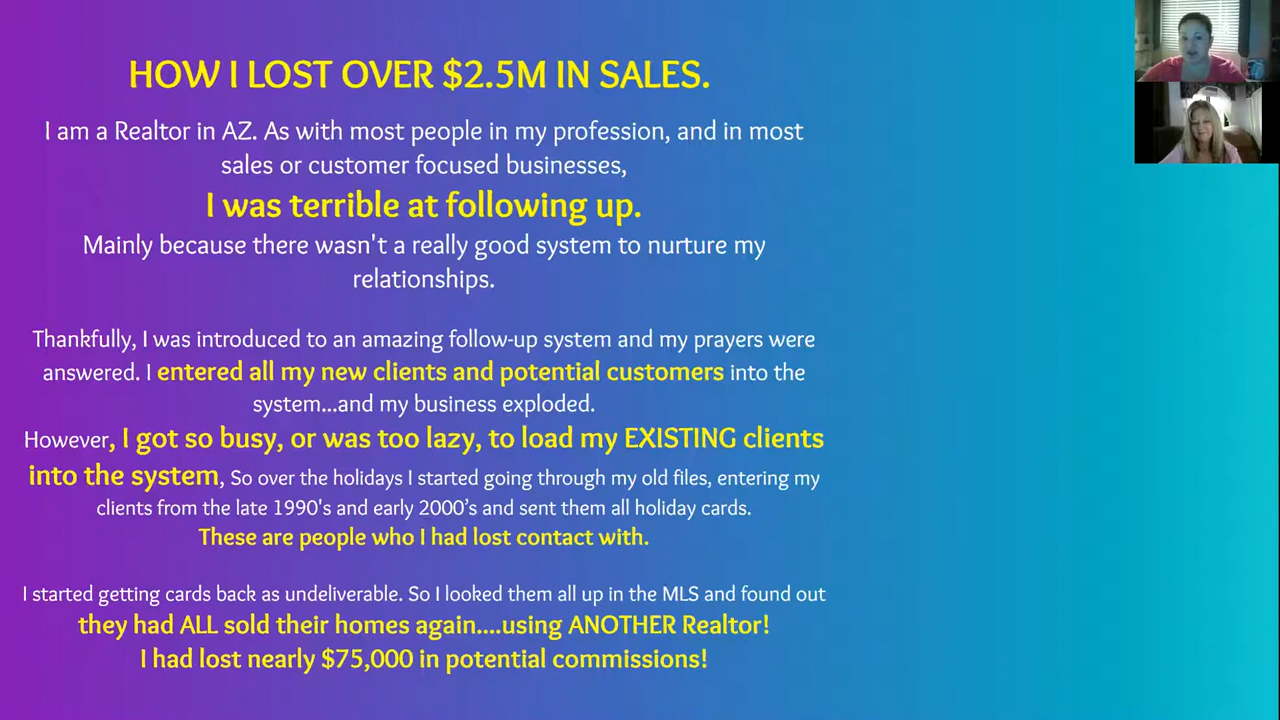 HOW I LOST OVER $2.5M IN SALES.
I am a Realtor in AZ. As with most people in my profession, and in most
sales or customer focused businesses,
I was terrible at following up.
Mainly because there wasn't a really good system to nurture my
relationships.
Thankfully, I was introduced to an amazing follow-up system and my prayers were
answered. I entered all my new clients and potential customers into the
system...and my business exploded.
However, I got so busy, or was too lazy, to load my EXISTING clients
into the system, So over the holidays I started going through my old files, entering my
clients from the late 1990's and early 2000’s and sent them all holiday cards.
These are people who I had lost contact with.
I started getting cards back as undeliverable. So I looked them all up in the MLS and found out
they had ALL sold their homes again....using ANOTHER Realtor!
I had lost nearly $75,000 in potential commissions!